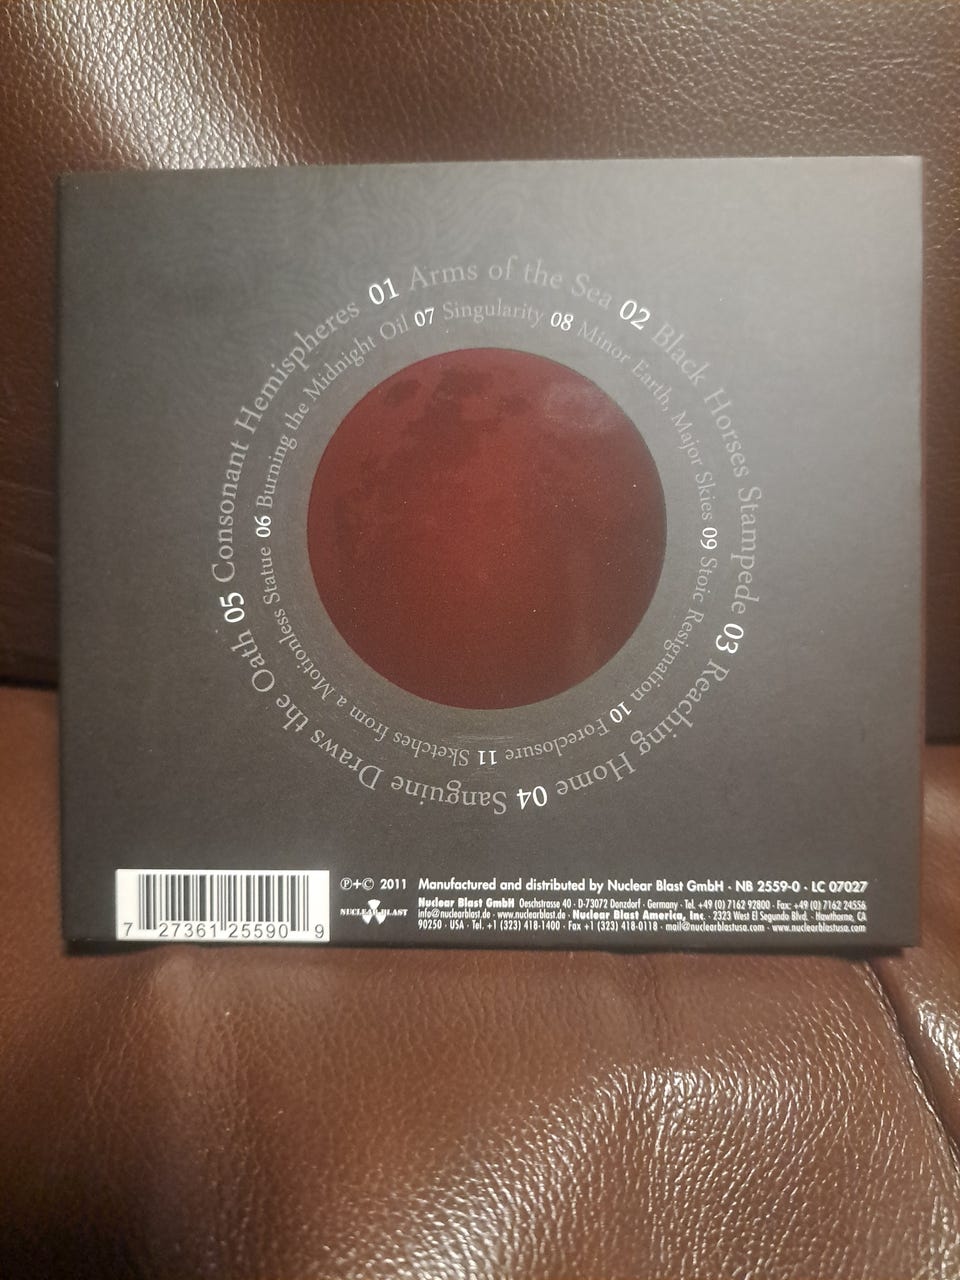 01 Arms of the Sea 02 Black Horses Stampede 03 Reaching Home 04 Sanguine Draws the Oath 05 Consonant Hemispheres
06 Burning the Midnight Oil 07 Singularity 08 Minor Earth, Major Skies 09 Stoic Resignation 10 Foreclosure 11 Sketches from a Motionless Statue
7 27361 25590 9
NUCLEAR BLAST
Ⓟ+© 2011 Manufactured and distributed by Nuclear Blast GmbH · NB 2559-0 · LC 07027
Nuclear Blast GmbH Oeschstrasse 40 · D-73072 Donzdorf · Germany · Tel. +49 (0) 7162 92800 · Fax: +49 (0) 7162 24556
info@nuclearblast.de · www.nuclearblast.de · Nuclear Blast America, Inc. · 2323 West El Segundo Blvd. · Hawthorne, CA
90250 · USA · Tel. +1 (323) 418-1400 · Fax +1 (323) 418-0118 · mail@nuclearblastusa.com · www.nuclearblastusa.com